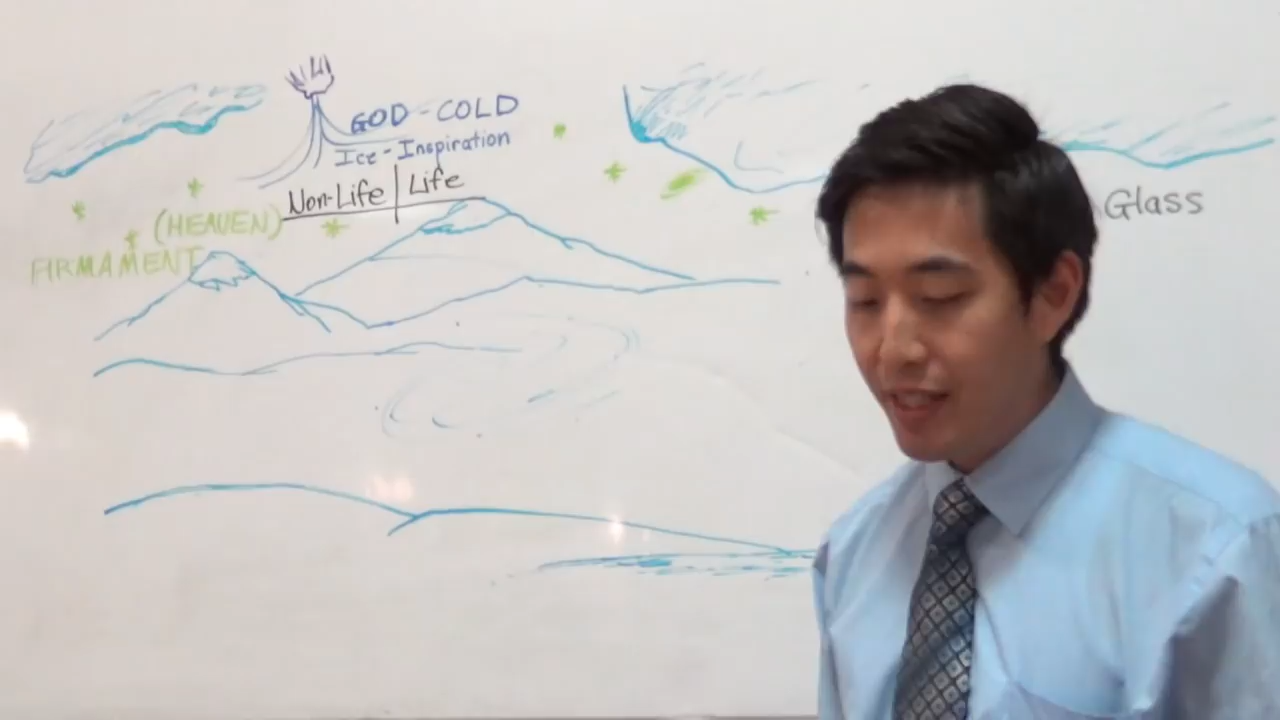 GOD - COLD
Ice - Inspiration
Non-Life | Life
(HEAVEN)
FIRMAMENT
Glass